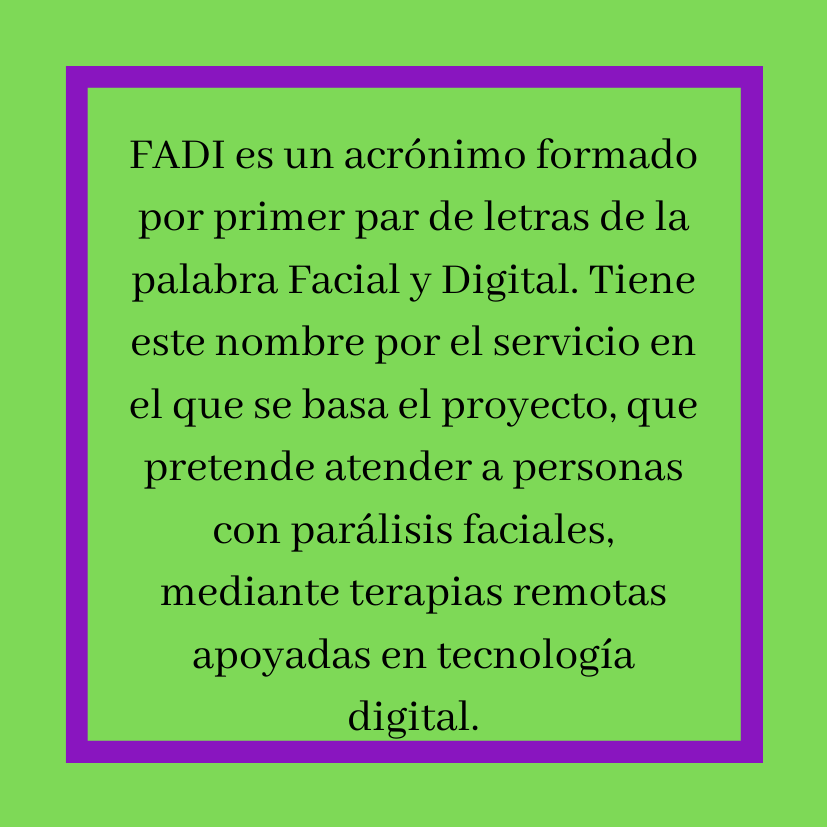 FADI es un acrónimo formado
por primer par de letras de la
palabra Facial y Digital. Tiene
este nombre por el servicio en
el que se basa el proyecto, que
pretende atender a personas
con parálisis faciales,
mediante terapias remotas
apoyadas en tecnología
digital.